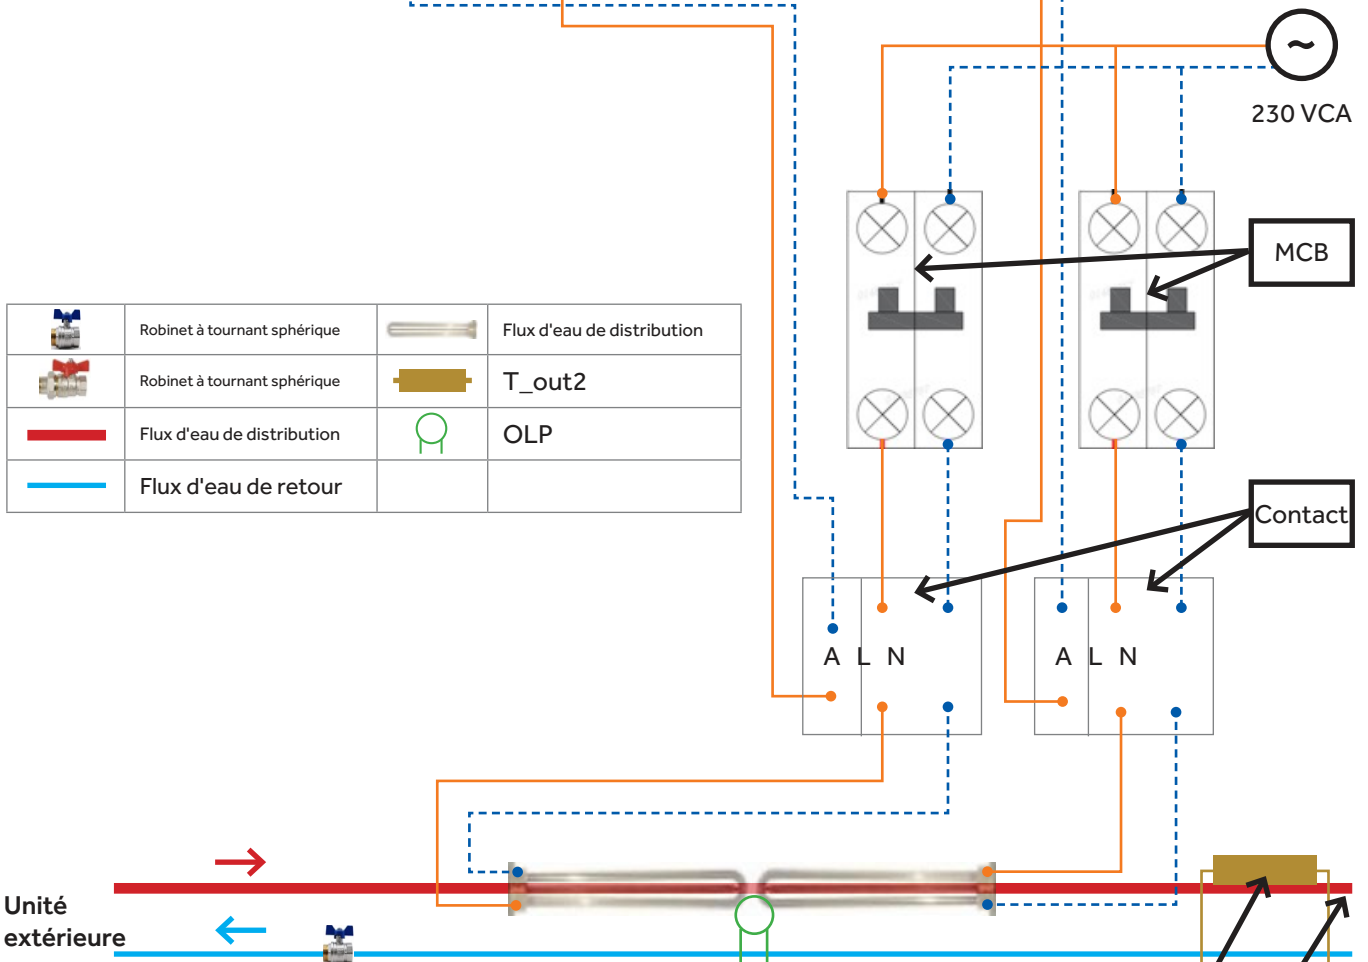 ~
230 VCA
MCB
Robinet à tournant sphérique
Flux d'eau de distribution
Robinet à tournant sphérique
T_out2
Flux d'eau de distribution
OLP
Flux d'eau de retour
Contact
A L N
A L N
Unité
extérieure